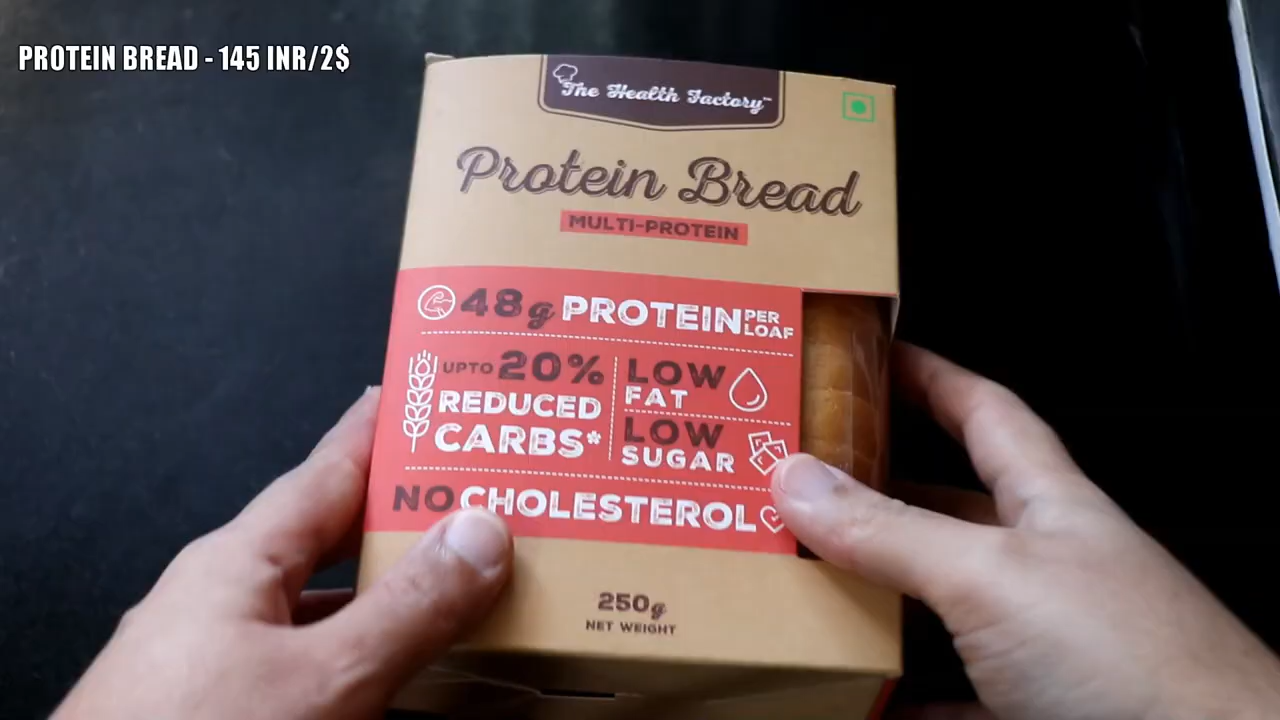 PROTEIN BREAD - 145 INR/2$
The Health Factory™
Protein Bread
MULTI-PROTEIN
48g PROTEIN PER LOAF
UPTO 20%
REDUCED
CARBS*
LOW
FAT
LOW
SUGAR
NO CHOLESTEROL
250g
NET WEIGHT